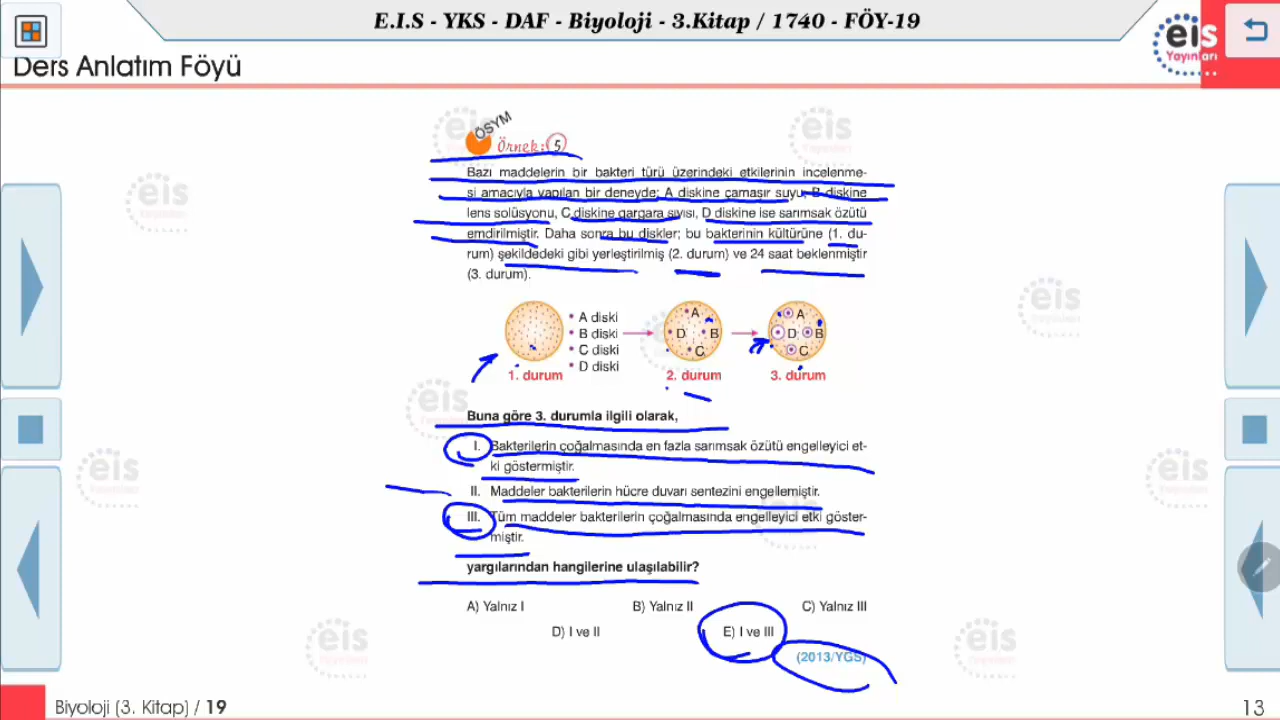 E.I.S - YKS - DAF - Biyoloji - 3.Kitap / 1740 - FÖY-19
eis
Yayınları
Ders Anlatım Föyü
ÖSYM
Örnek: 5
Bazı maddelerin bir bakteri türü üzerindeki etkilerinin incelenme-
si amacıyla yapılan bir deneyde; A diskine çamaşır suyu, B diskine
lens solüsyonu, C diskine gargara sıvısı, D diskine ise sarımsak özütü
emdirilmiştir. Daha sonra bu diskler; bu bakterinin kültürüne (1. du-
rum) şekildedeki gibi yerleştirilmiş (2. durum) ve 24 saat beklenmiştir
(3. durum).
A diski
B diski
C diski
D diski
A
D B
C
A
D B
C
1. durum
2. durum
3. durum
Buna göre 3. durumla ilgili olarak,
I. Bakterilerin çoğalmasında en fazla sarımsak özütü engelleyici et-
ki göstermiştir.
II. Maddeler bakterilerin hücre duvarı sentezini engellemiştir.
III. Tüm maddeler bakterilerin çoğalmasında engelleyici etki göster-
miştir.
yargılarından hangilerine ulaşılabilir?
A) Yalnız I
B) Yalnız II
C) Yalnız III
D) I ve II
E) I ve III
(2013/YGS)
Biyoloji (3. Kitap) / 19
13